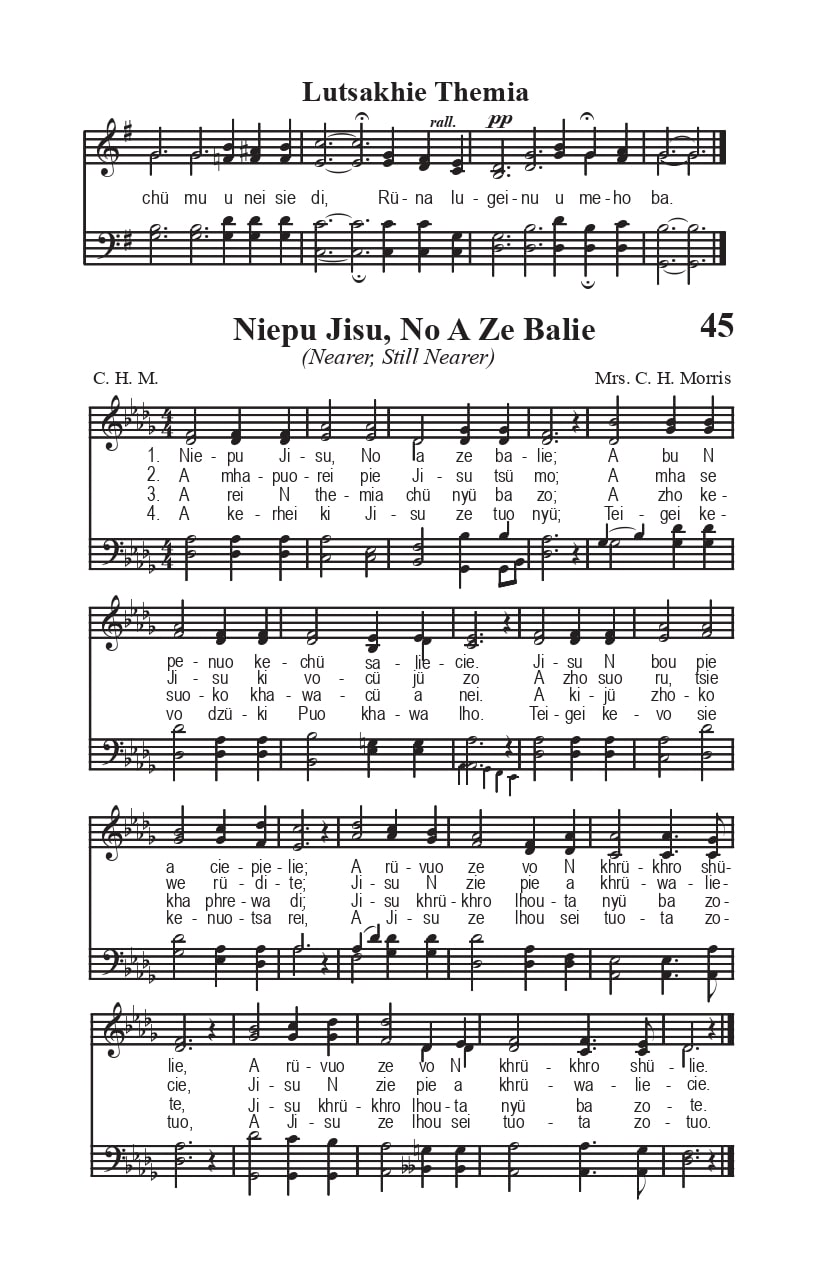 Lutsakhie Themia
rall. pp
chü mu u nei sie di, Rü - na lu - gei - nu u me - ho ba.
Niepu Jisu, No A Ze Balie 45
(Nearer, Still Nearer)
C. H. M. Mrs. C. H. Morris
1. Nie - pu Ji - su, No a ze ba - lie; A bu N
2. A mha - puo - rei pie Ji - su tsü mo; A mha se
3. A rei N the - mia chü nyü ba zo; A zho ke -
4. A ke - rhei ki Ji - su ze tuo nyü; Tei - gei ke -
pe - nuo ke - chü sa - lie - cie. Ji - su N bou pie
Ji - su ki vo - cü jü zo A zho suo ru, tsie
suo - ko kha - wa - cü a nei. A ki - jü zho - ko
vo dzü - ki Puo kha - wa lho. Tei - gei ke - vo sie
a cie - pie - lie; A rü - vuo ze vo N khrü - khro shü -
we rü - di - te; Ji - su N zie pie a khrü - wa - lie -
kha phre - wa di; Ji - su khrü - khro lhou - ta nyü ba zo -
ke - nuo - tsa rei, A Ji - su ze lhou sei tuo - ta zo -
lie, A rü - vuo ze vo N khrü - khro shü - lie.
cie, Ji - su N zie pie a khrü - wa - lie - cie.
te, Ji - su khrü - khro lhou - ta nyü ba zo - te.
tuo, A Ji - su ze lhou sei tuo - ta zo - tuo.